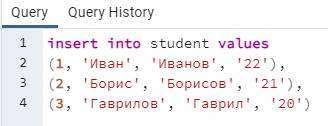 Query Query History
1 insert into student values
2 (1, 'Иван', 'Иванов', '22'),
3 (2, 'Борис', 'Борисов', '21'),
4 (3, 'Гаврилов', 'Гаврил', '20')